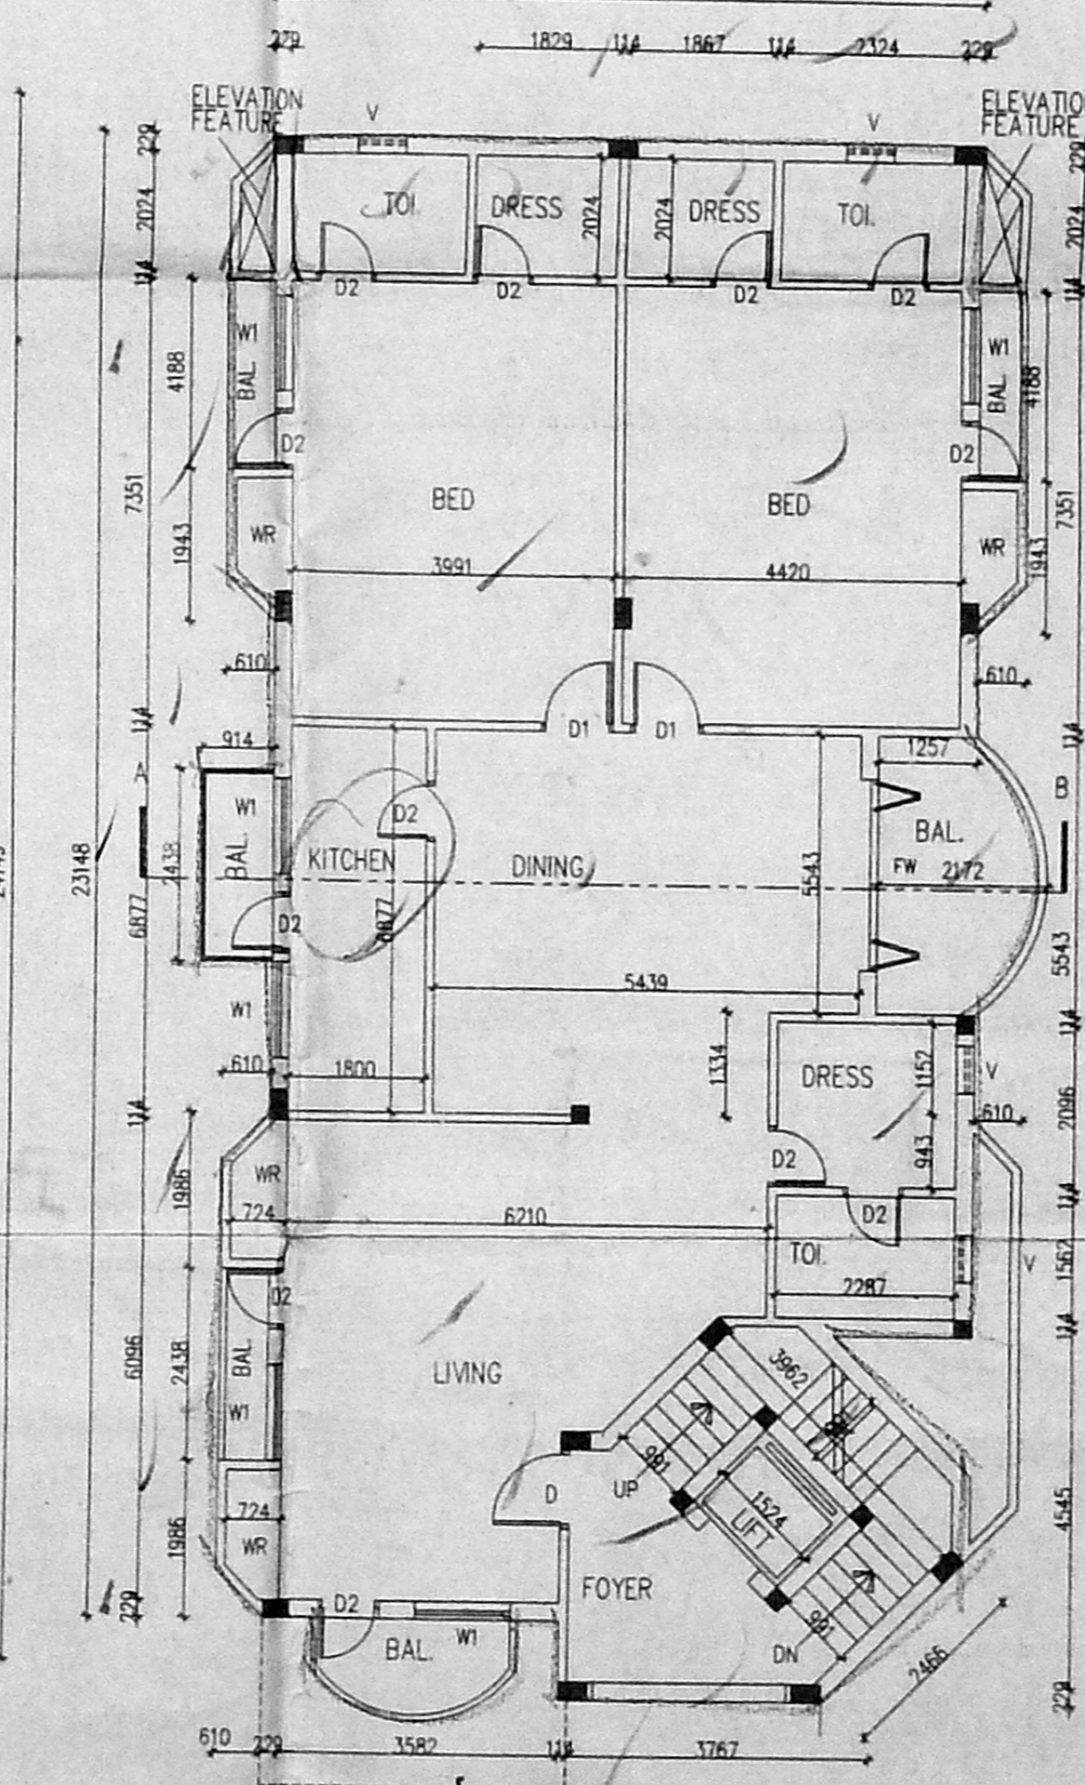 229 1829 114 1867 114 2324 229
ELEVATION
FEATURE
V
V
FEATURE
229
2024
114
TOI.
DRESS
2024
2024
DRESS
TOI.
229
2024
114
D2 D2 D2 D2
W1
BAL.
4188
D2
W1
BAL.
4188
D2
7351
BED
BED
7351
WR
1943
WR
1943
3991
4420
610
610
114
D1 D1
114
914
1257
A
B
W1
BAL.
2438
D2
KITCHEN
DINING
BAL.
FW 2172
5543
23148
6877
6877
D2
5543
5439
W1
610
1800
1334
DRESS
1152
V
610
2096
114
114
943
D2
WR
1986
724
6210
D2
114
TOI.
V
1562
2287
D2
114
6096
2438
BAL.
W1
LIVING
3962
991
UP
D
1524
LIFT
4545
724
WR
1986
FOYER
991
DN
2466
229
D2
W1
BAL.
229
610 229 3582 114 3767